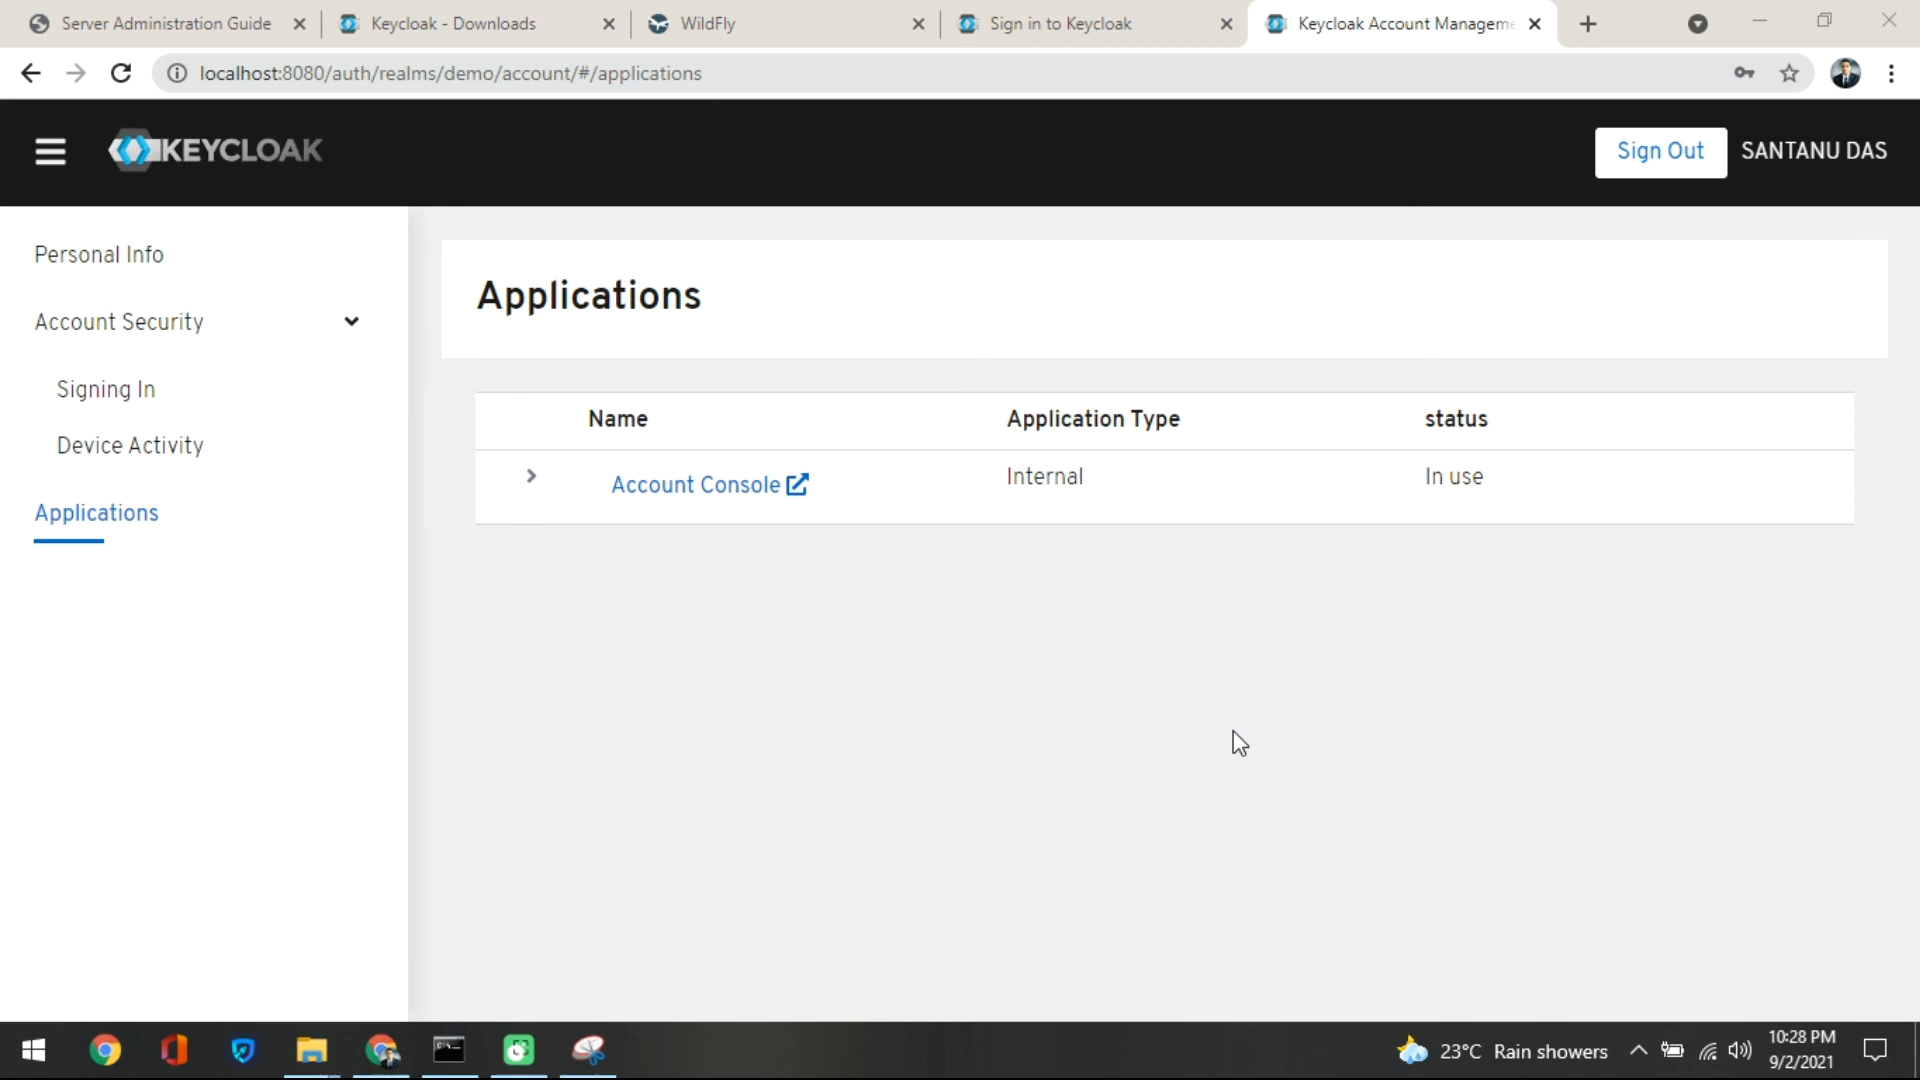 Server Administration Guide
Keycloak - Downloads
WildFly
Sign in to Keycloak
Keycloak Account Managem
localhost:8080/auth/realms/demo/account/#/applications
KEYCLOAK
Sign Out
SANTANU DAS
Personal Info
Account Security
Signing In
Device Activity
Applications
Applications
Name Application Type status
Account Console Internal In use
23°C Rain showers
10:28 PM
9/2/2021